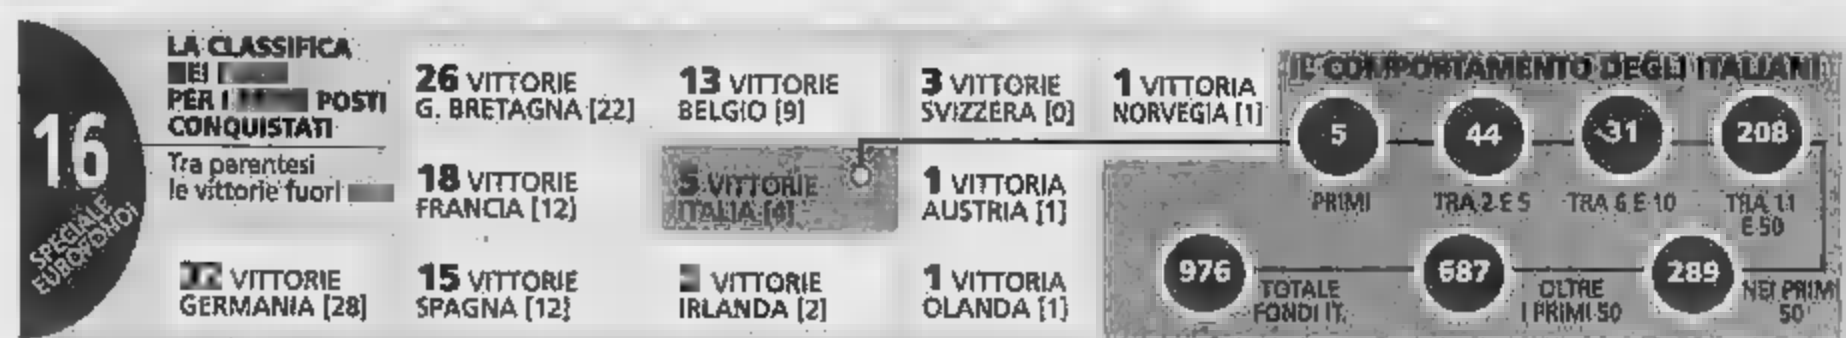 16
SPECIALE
EUROFONDI
LA CLASSIFICA
PER I POSTI
CONQUISTATI
Tra parentesi
le vittorie fuori
VITTORIE
GERMANIA [28]
26 VITTORIE
G. BRETAGNA [22]
18 VITTORIE
FRANCIA [12]
15 VITTORIE
SPAGNA [12]
13 VITTORIE
BELGIO [9]
5 VITTORIE
ITALIA [4]
VITTORIE
IRLANDA [2]
3 VITTORIE
SVIZZERA [0]
1 VITTORIA
AUSTRIA [1]
1 VITTORIA
OLANDA [1]
1 VITTORIA
NORVEGIA [1]
IL COMPORTAMENTO DEGLI ITALIANI
5
PRIMI
44
TRA 2 E 5
31
TRA 6 E 10
208
TRA 11
E 50
289
NEI PRIMI
50
687
OLTRE
I PRIMI 50
976
TOTALE
FONDI IT.